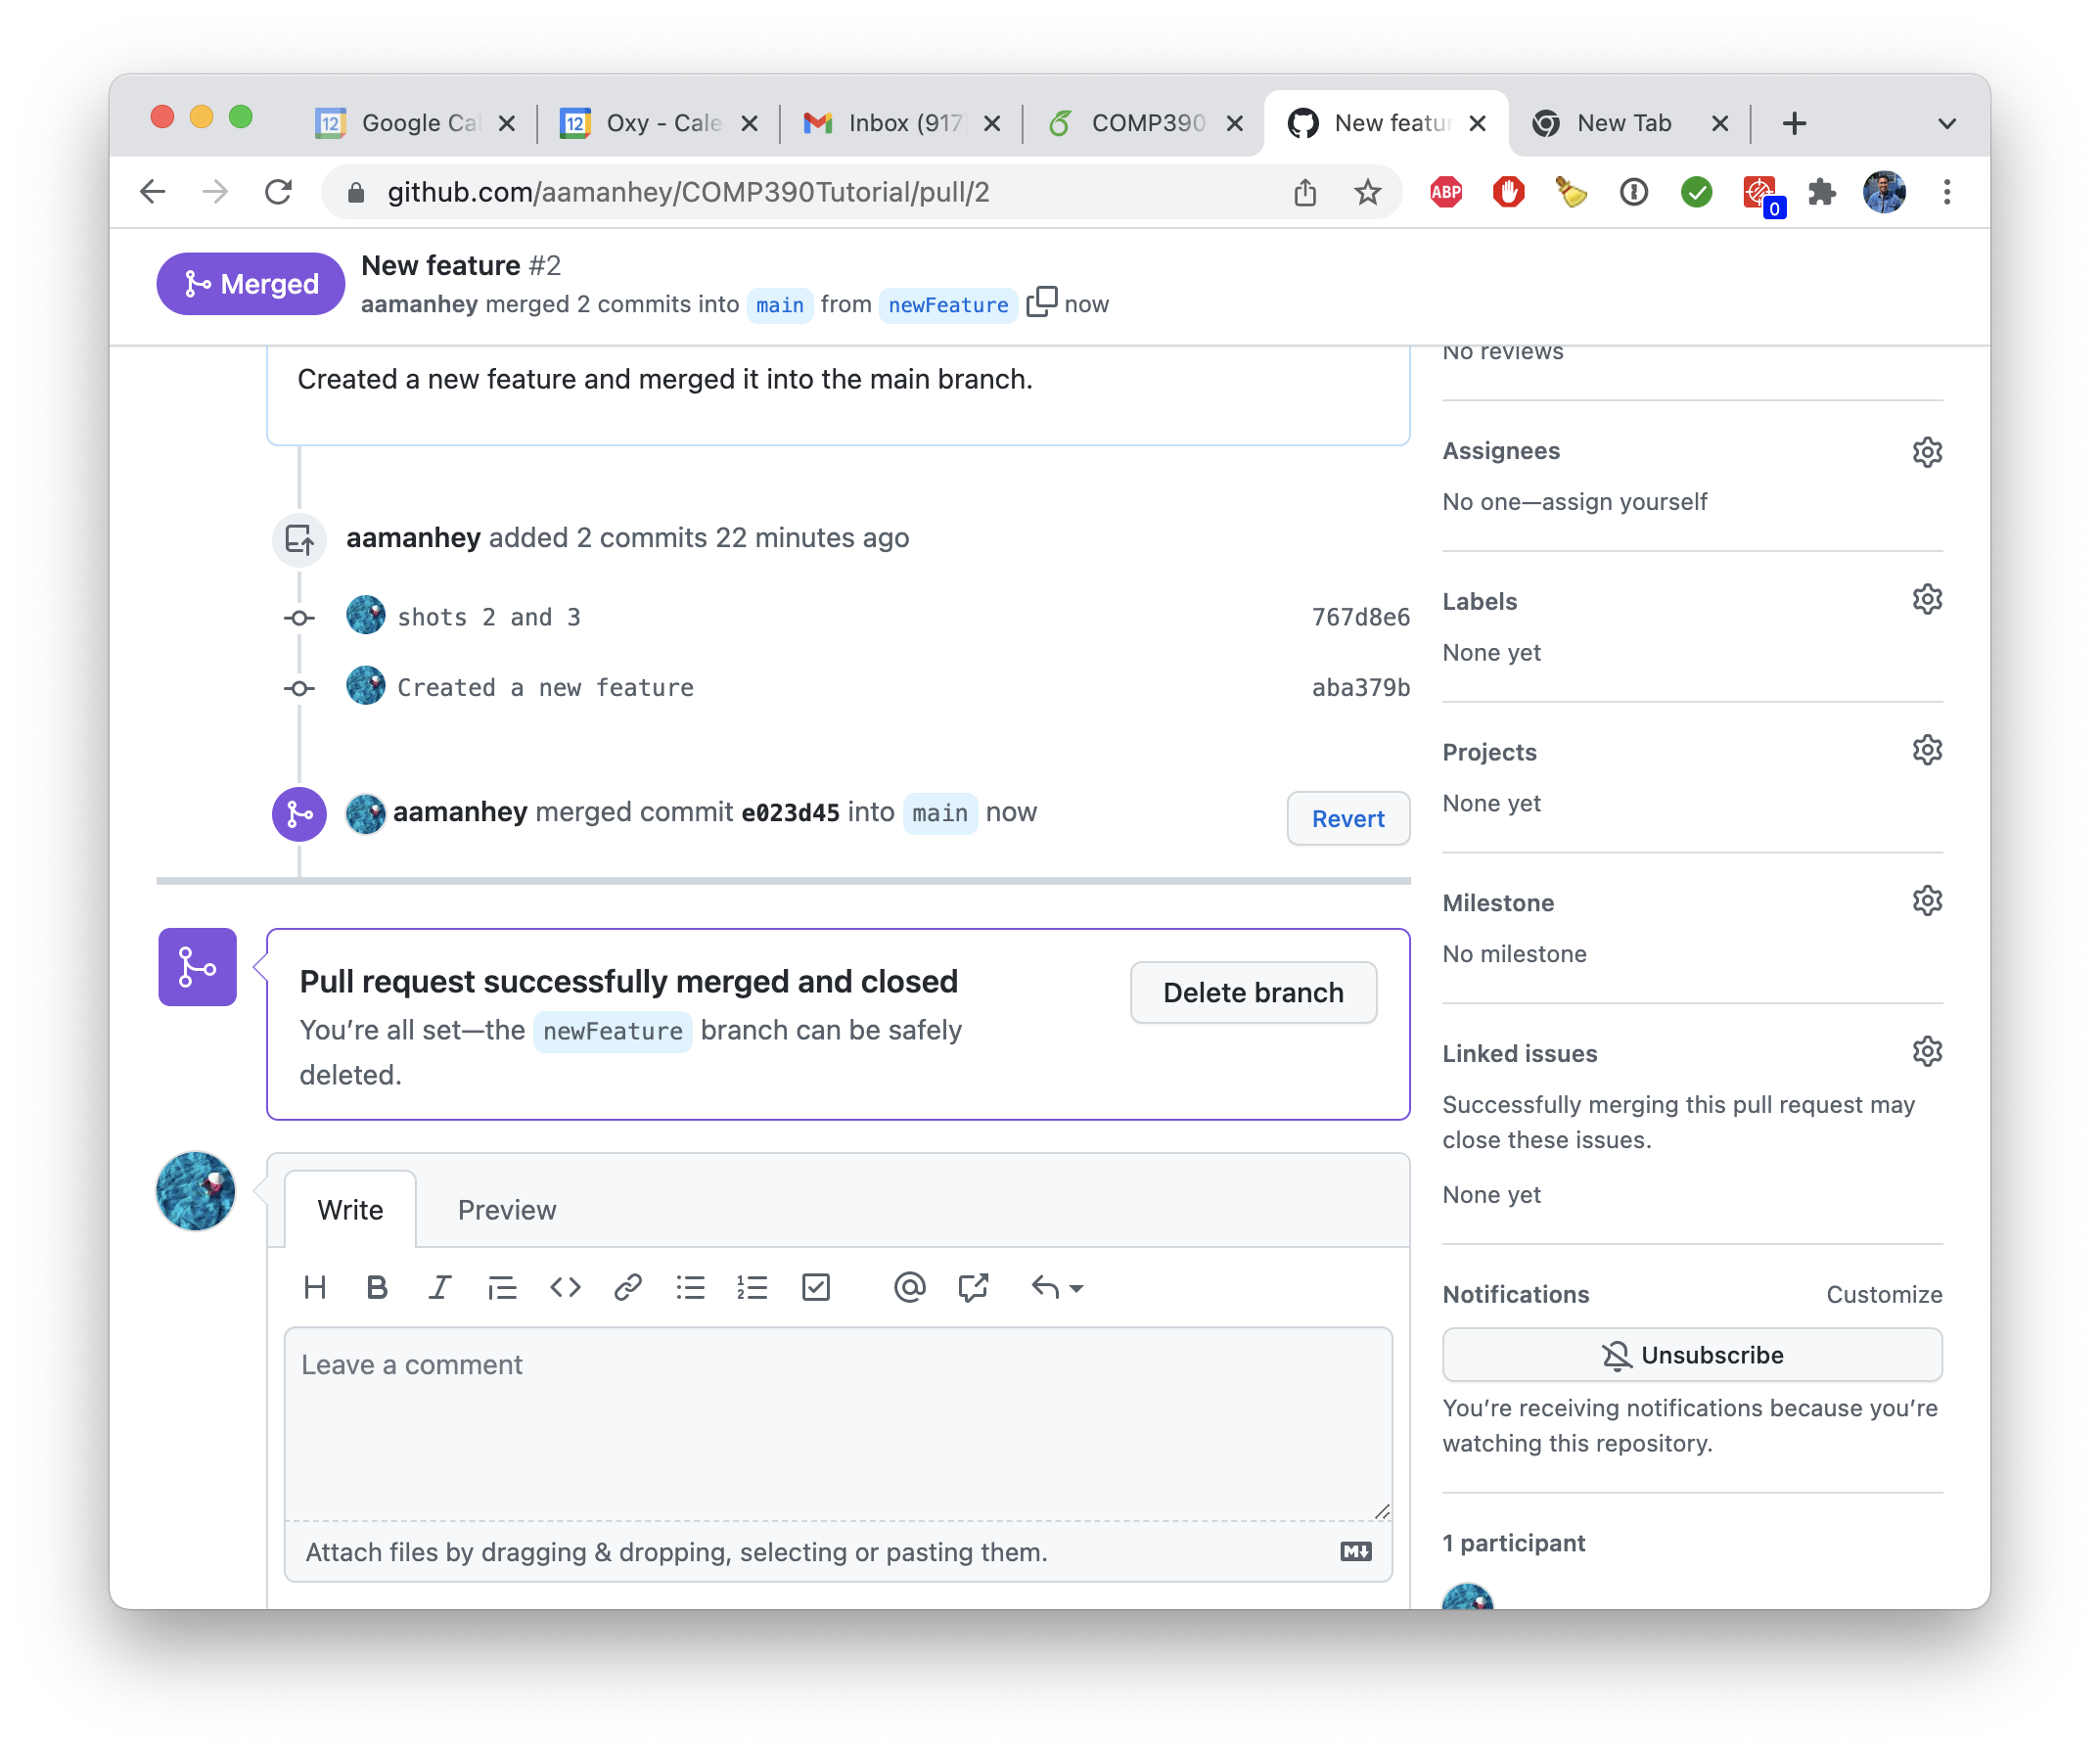 Google Cal
Oxy - Cale
Inbox (917
COMP390
New featur
New Tab
github.com/aamanhey/COMP390Tutorial/pull/2
ABP
0
Merged
New feature #2
aamanhey merged 2 commits into main from newFeature now
Created a new feature and merged it into the main branch.
aamanhey added 2 commits 22 minutes ago
shots 2 and 3 767d8e6
Created a new feature aba379b
aamanhey merged commit e023d45 into main now
Revert
Pull request successfully merged and closed
You’re all set—the newFeature branch can be safely
deleted.
Delete branch
Write Preview
Leave a comment
Attach files by dragging & dropping, selecting or pasting them.
No reviews
Assignees
No one—assign yourself
Labels
None yet
Projects
None yet
Milestone
No milestone
Linked issues
Successfully merging this pull request may
close these issues.
None yet
Notifications Customize
Unsubscribe
You’re receiving notifications because you’re
watching this repository.
1 participant